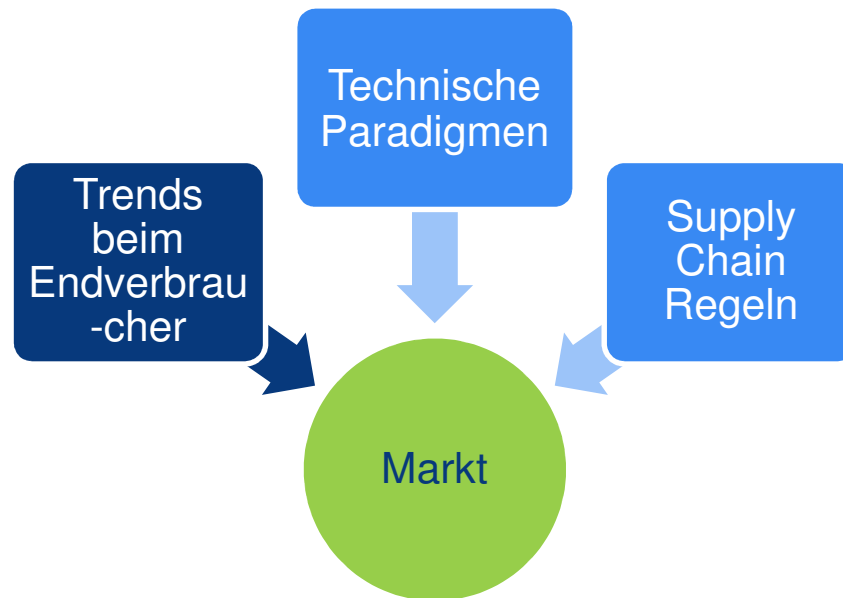 Technische
Paradigmen
Trends
beim
Endverbrau
-cher
Supply
Chain
Regeln
Markt